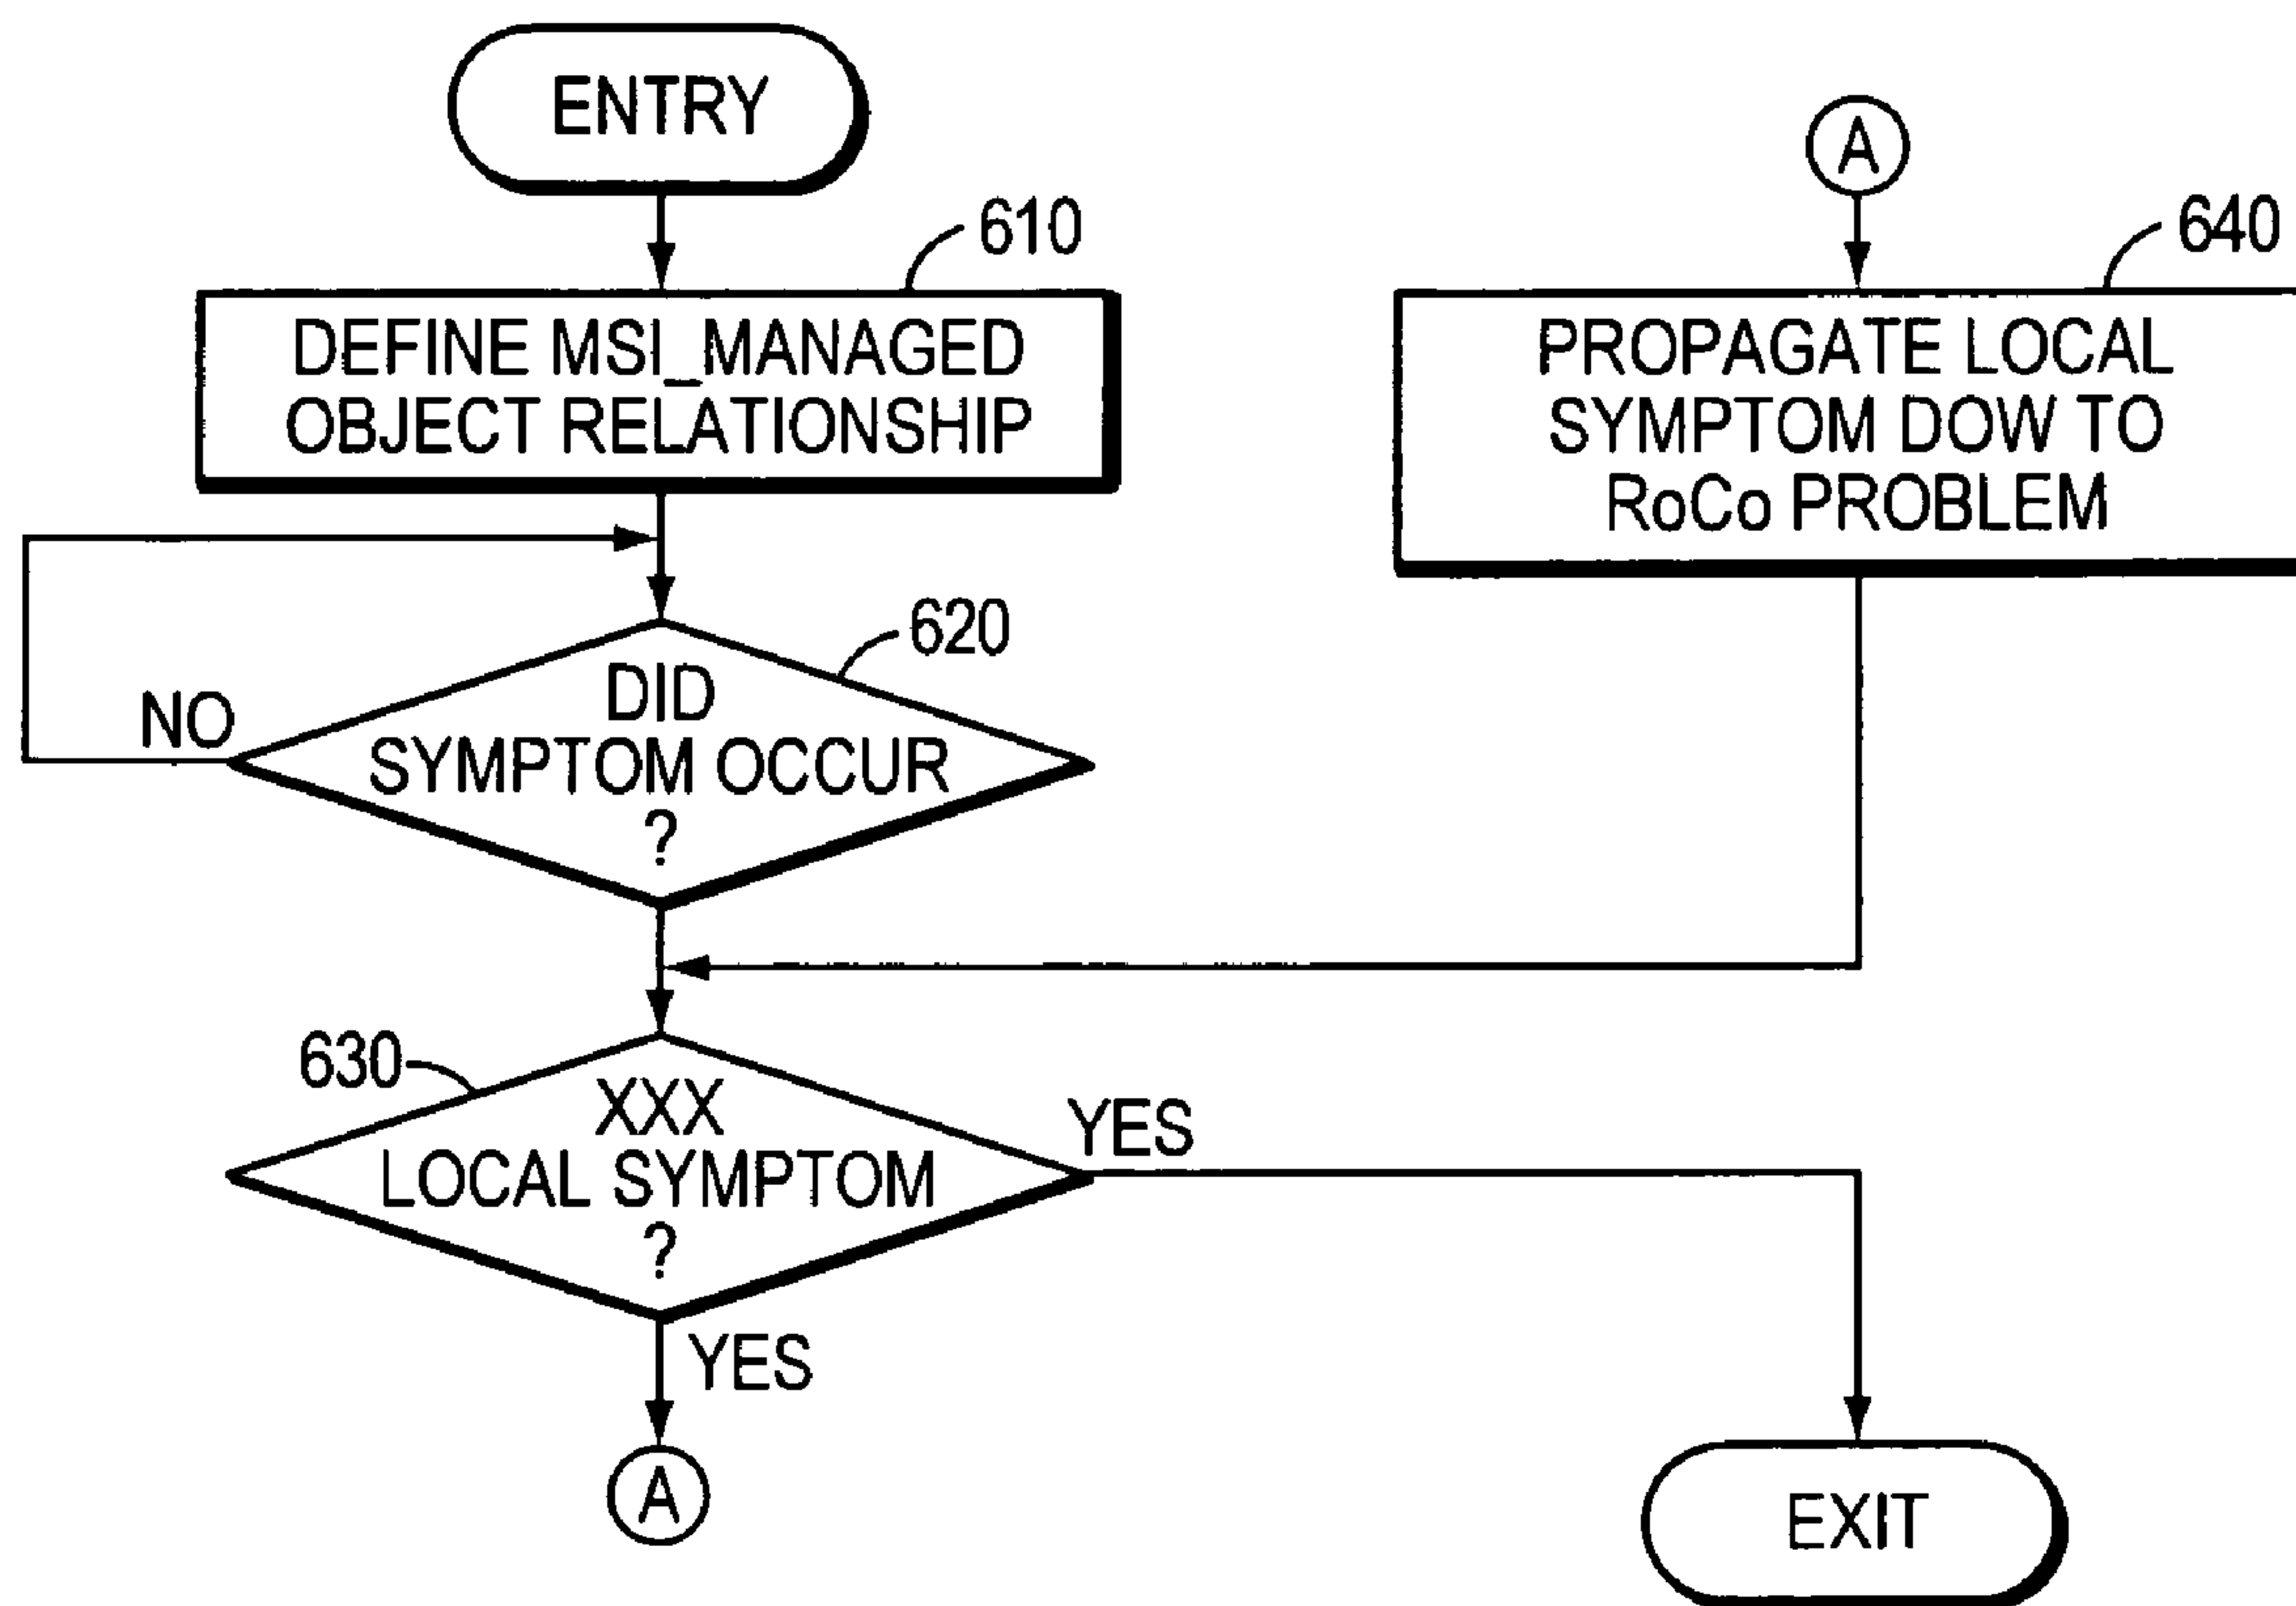 ENTRY
610
DEFINE MSI_MANAGED
OBJECT RELATIONSHIP
620
DID
SYMPTOM OCCUR
?
NO
630
XXX
LOCAL SYMPTOM
?
YES
YES
A
A
640
PROPAGATE LOCAL
SYMPTOM DOW TO
RoCo PROBLEM
EXIT